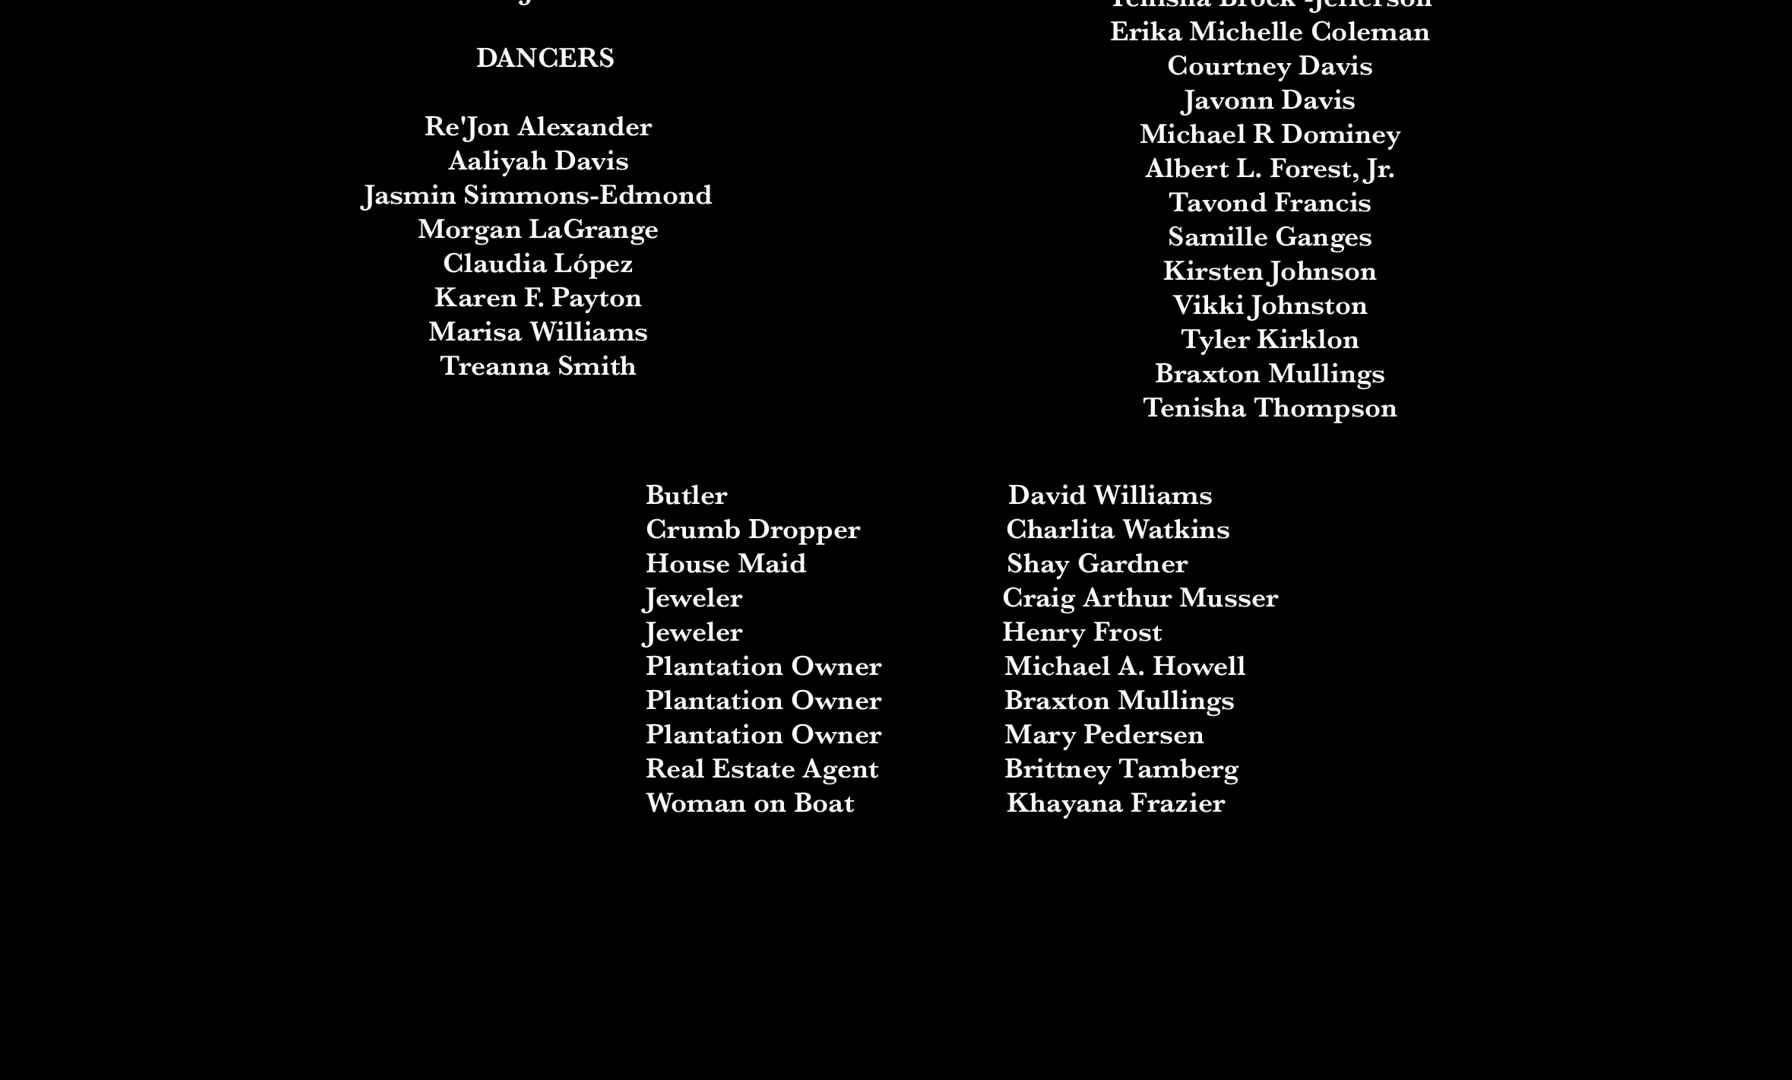 DANCERS
Re'Jon Alexander
Aaliyah Davis
Jasmin Simmons-Edmond
Morgan LaGrange
Claudia López
Karen F. Payton
Marisa Williams
Treanna Smith
Tenisha Brock -Jefferson
Erika Michelle Coleman
Courtney Davis
Javonn Davis
Michael R Dominey
Albert L. Forest, Jr.
Tavond Francis
Samille Ganges
Kirsten Johnson
Vikki Johnston
Tyler Kirklon
Braxton Mullings
Tenisha Thompson
Butler David Williams
Crumb Dropper Charlita Watkins
House Maid Shay Gardner
Jeweler Craig Arthur Musser
Jeweler Henry Frost
Plantation Owner Michael A. Howell
Plantation Owner Braxton Mullings
Plantation Owner Mary Pedersen
Real Estate Agent Brittney Tamberg
Woman on Boat Khayana Frazier